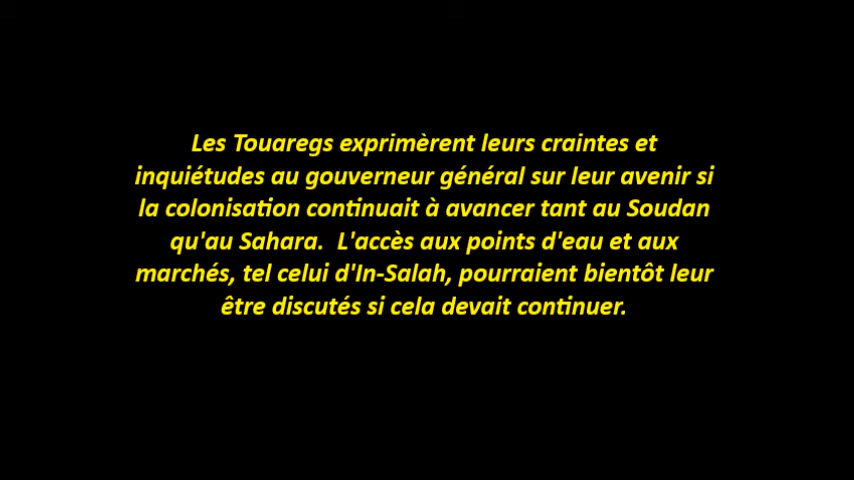 Les Touaregs exprimèrent leurs craintes et
inquiétudes au gouverneur général sur leur avenir si
la colonisation continuait à avancer tant au Soudan
qu'au Sahara.  L'accès aux points d'eau et aux
marchés, tel celui d'In-Salah, pourraient bientôt leur
être discutés si cela devait continuer.